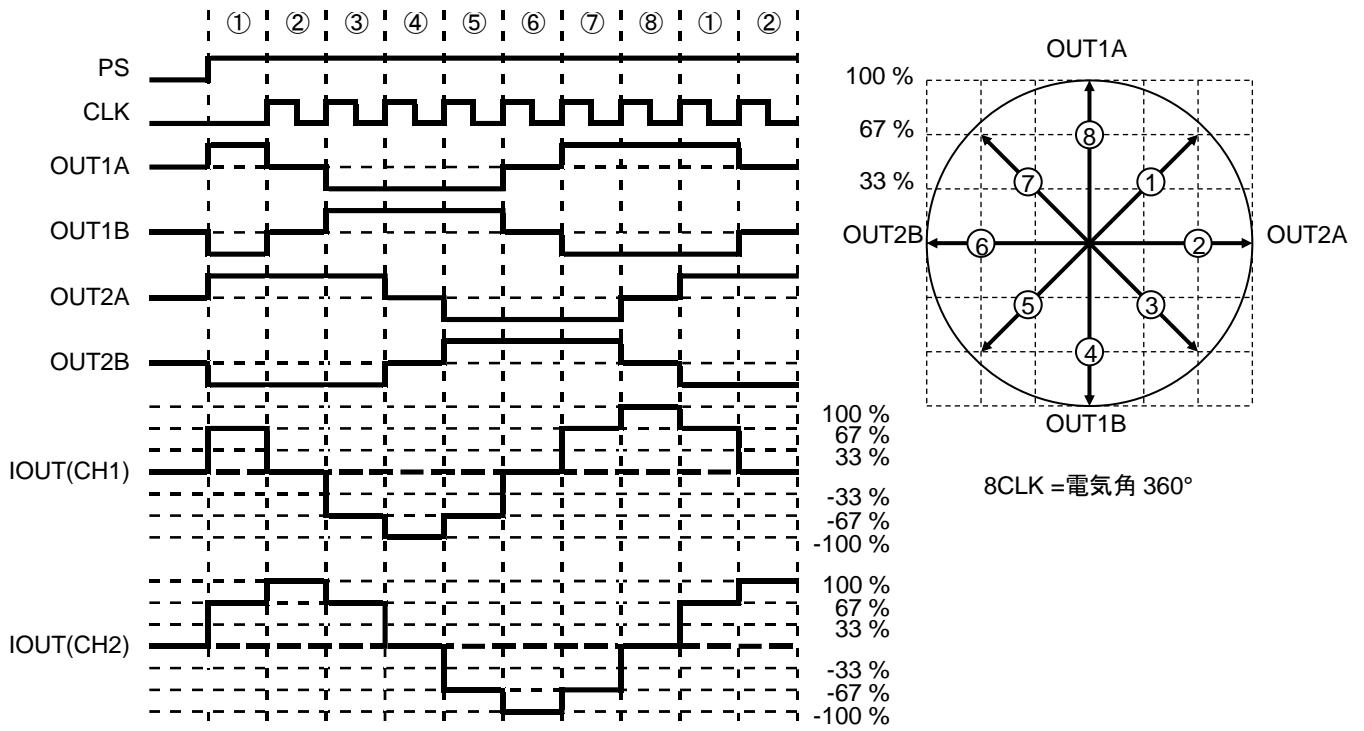 ① ② ③ ④ ⑤ ⑥ ⑦ ⑧ ① ②
PS
CLK
OUT1A
OUT1B
OUT2A
OUT2B
IOUT(CH1)
100 %
67 %
33 %
-33 %
-67 %
-100 %
IOUT(CH2)
100 %
67 %
33 %
-33 %
-67 %
-100 %
OUT1A
100 %
67 %
33 %
OUT2B
OUT2A
OUT1B
⑧
①
⑦
⑥
②
⑤
③
④
8CLK =電気角 360°